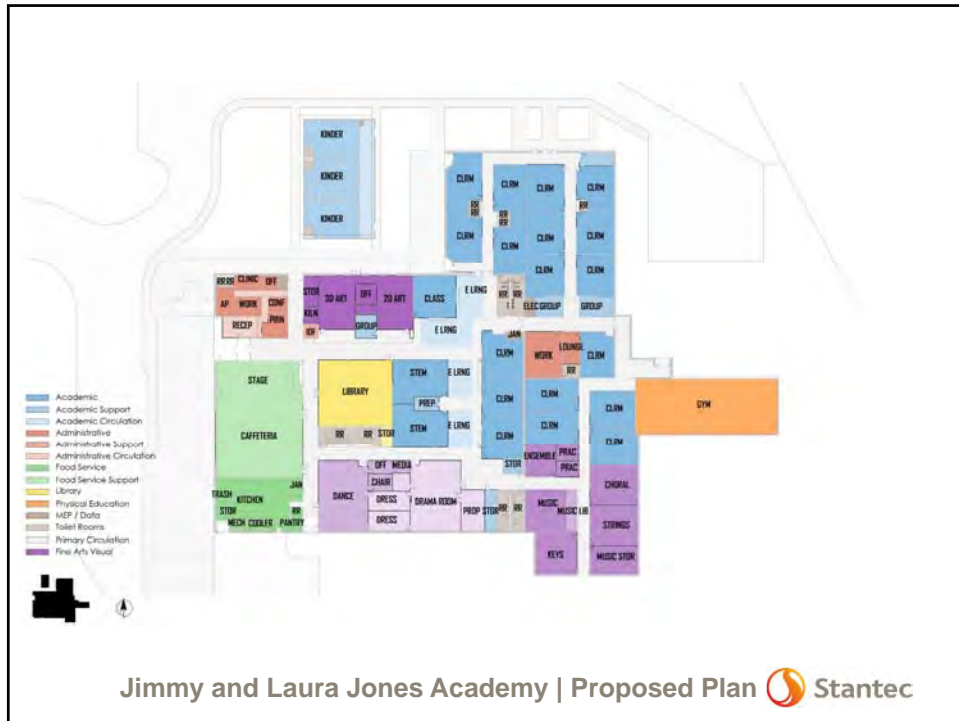 KINDER
KINDER
KINDER
CLRM
CLRM
CLRM
CLRM
RR
RR
RR
RR
RR
CLRM
CLRM
CLRM
CLRM
CLRM
CLRM
RR RR
ELEC GROUP
GROUP
RR RR
CLINIC
OFF
AP
WORK
CONF
PRIN
RECEP
STOR
KILN
IDF
3D ART
OFF
GROUP
2D ART
CLASS
E LRNG
E LRNG
STAGE
CAFETERIA
LIBRARY
RR
RR
STOR
STEM
PREP
STEM
E LRNG
E LRNG
JAN
CLRM
CLRM
CLRM
STOR
WORK
LOUNGE
RR
CLRM
CLRM
CLRM
ENSEMBLE
PRAC
PRAC
CLRM
CLRM
GYM
TRASH
KITCHEN
JAN
STOR
RR
MECH
COOLER
PANTRY
DANCE
OFF
MEDIA
CHAIR
DRESS
DRESS
DRAMA ROOM
PROP
STOR
RR
RR
MUSIC
MUSIC LIB
KEYS
CHORAL
STRINGS
MUSIC STOR
Academic
Academic Support
Academic Circulation
Administrative
Administrative Support
Administrative Circulation
Food Service
Food Service Support
Library
Physical Education
MEP / Data
Toilet Rooms
Primary Circulation
Fine Arts Visual
Jimmy and Laura Jones Academy | Proposed Plan Stantec